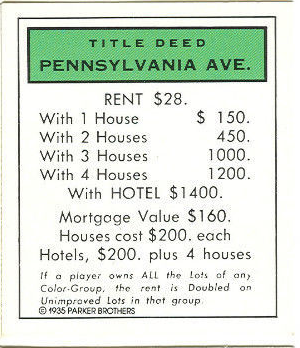 TITLE DEED
PENNSYLVANIA AVE.
RENT $28.
With 1 House $ 150.
With 2 Houses 450.
With 3 Houses 1000.
With 4 Houses 1200.
With HOTEL $1400.
Mortgage Value $160.
Houses cost $200. each
Hotels, $200. plus 4 houses
If a player owns ALL the Lots of any
Color-Group, the rent is Doubled on
Unimproved Lots in that group.
© 1935 PARKER BROTHERS